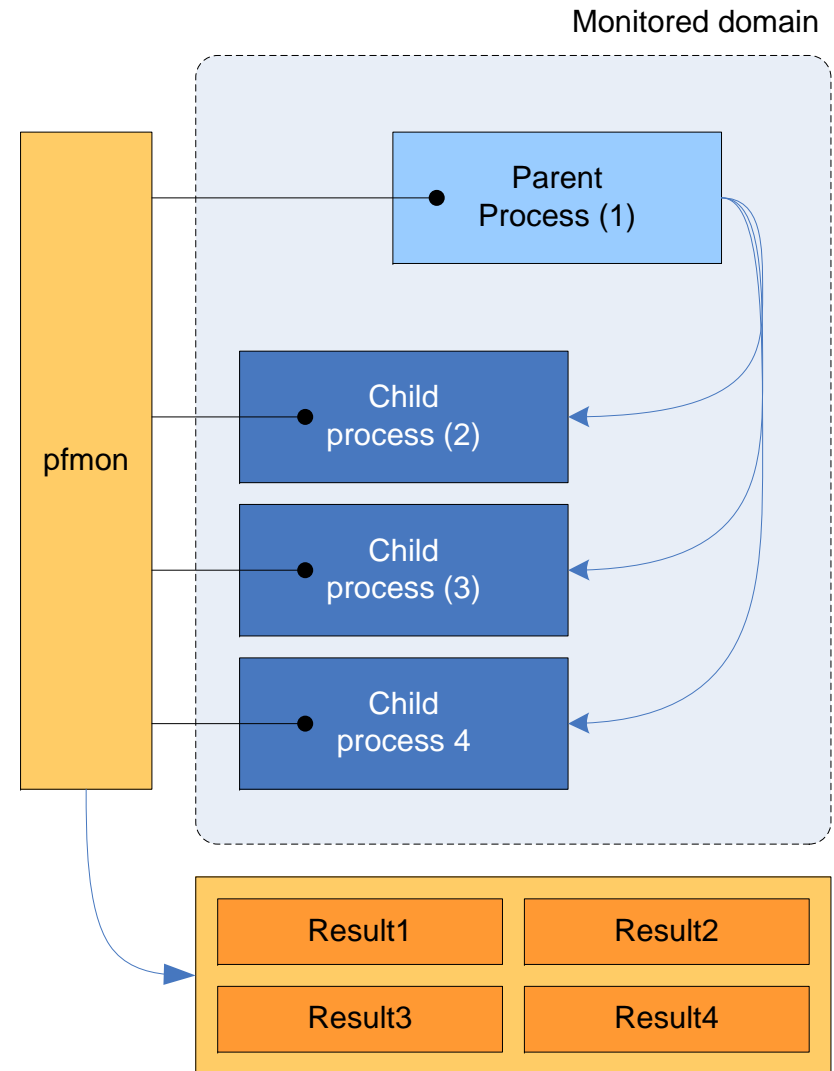 Monitored domain
Parent
Process (1)
pfmon
Child
process (2)
Child
process (3)
Child
process 4
Result1
Result2
Result3
Result4